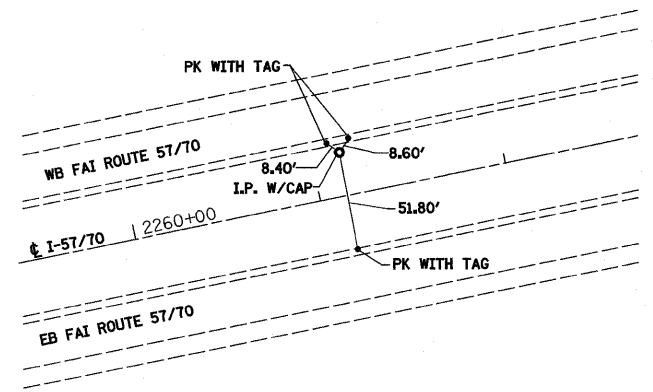 PK WITH TAG
WB FAI ROUTE 57/70
8.40'
8.60'
I.P. W/CAP
51.80'
2260+00
℄ I-57/70
PK WITH TAG
EB FAI ROUTE 57/70